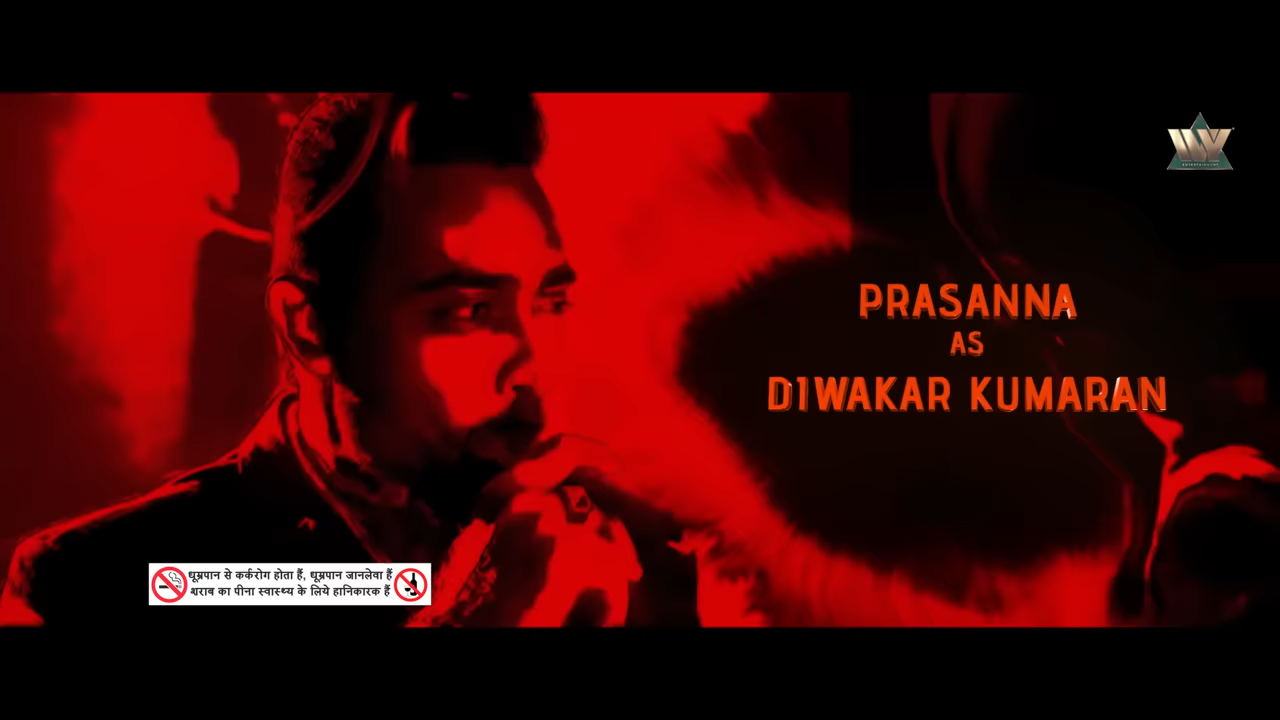 PRASANNA
AS
DIWAKAR KUMARAN
धूम्रपान से कर्करोग होता हैं, धूम्रपान जानलेवा हैं
शराब का पीना स्वास्थ्य के लिये हानिकारक हैं